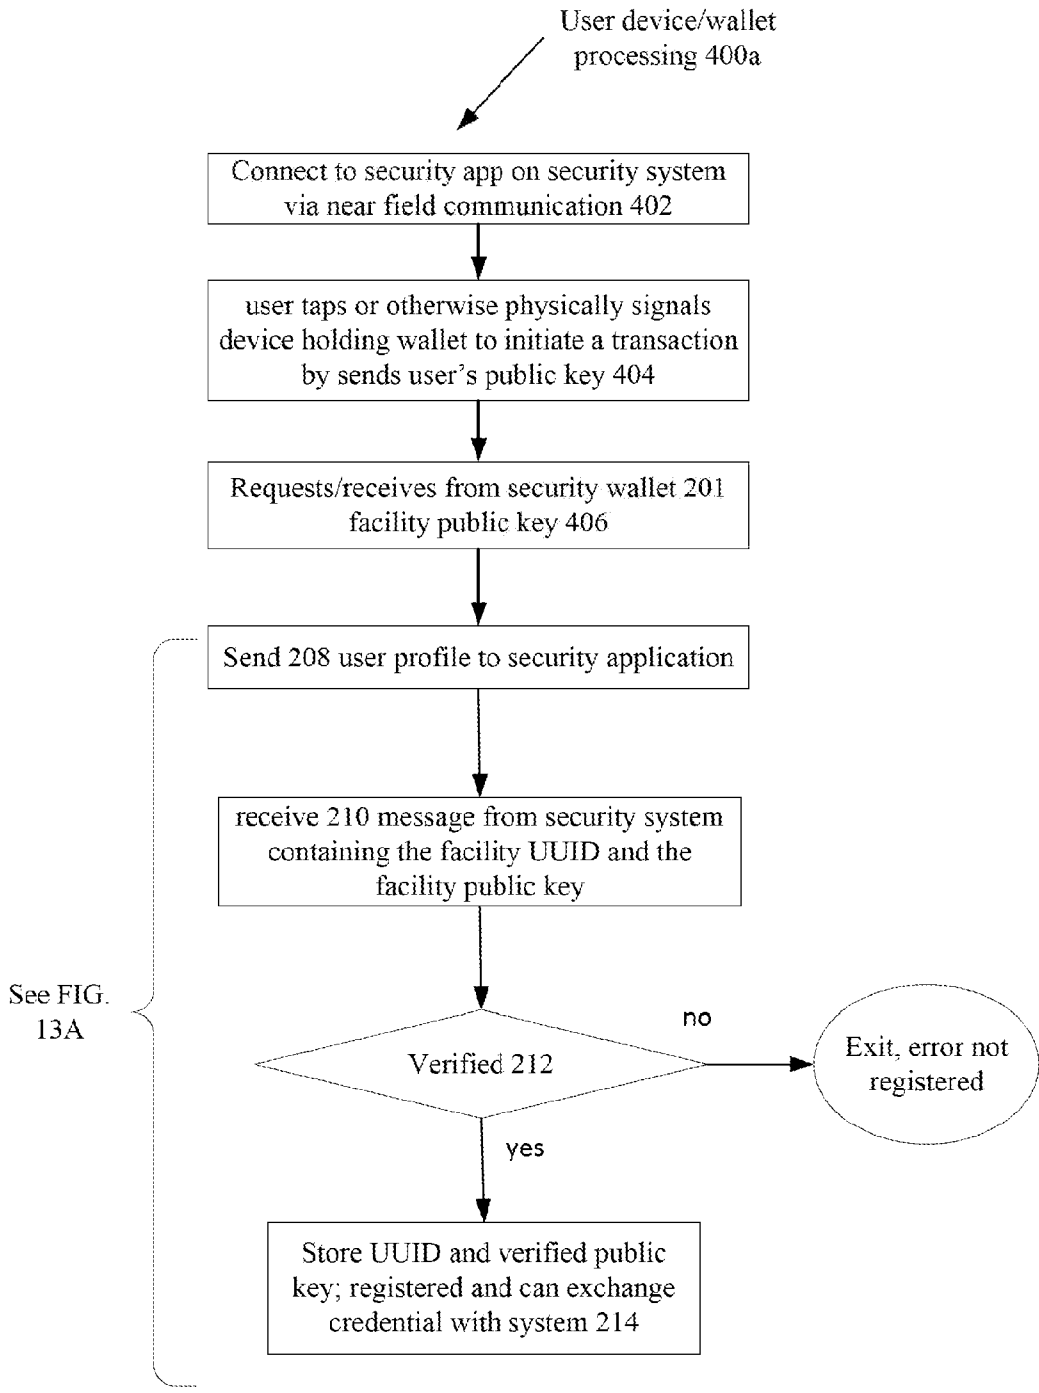 User device/wallet
processing 400a
Connect to security app on security system
via near field communication 402
user taps or otherwise physically signals
device holding wallet to initiate a transaction
by sends user's public key 404
Requests/receives from security wallet 201
facility public key 406
Send 208 user profile to security application
receive 210 message from security system
containing the facility UUID and the
facility public key
See FIG.
13A
Verified 212
no
Exit, error not
registered
yes
Store UUID and verified public
key; registered and can exchange
credential with system 214